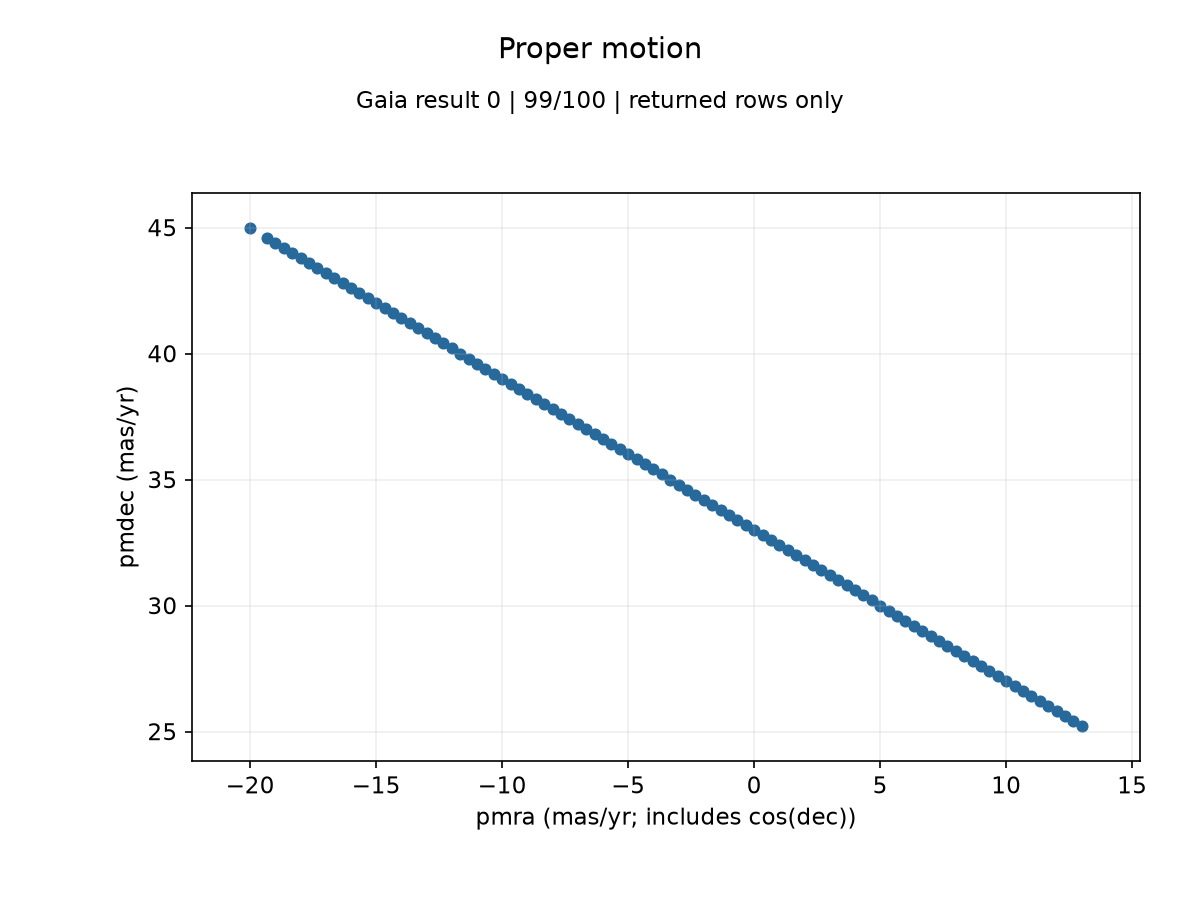 Proper motion
Gaia result 0 | 99/100 | returned rows only
45
40
35
30
25
pmdec (mas/yr)
−20 −15 −10 −5 0 5 10 15
pmra (mas/yr; includes cos(dec))